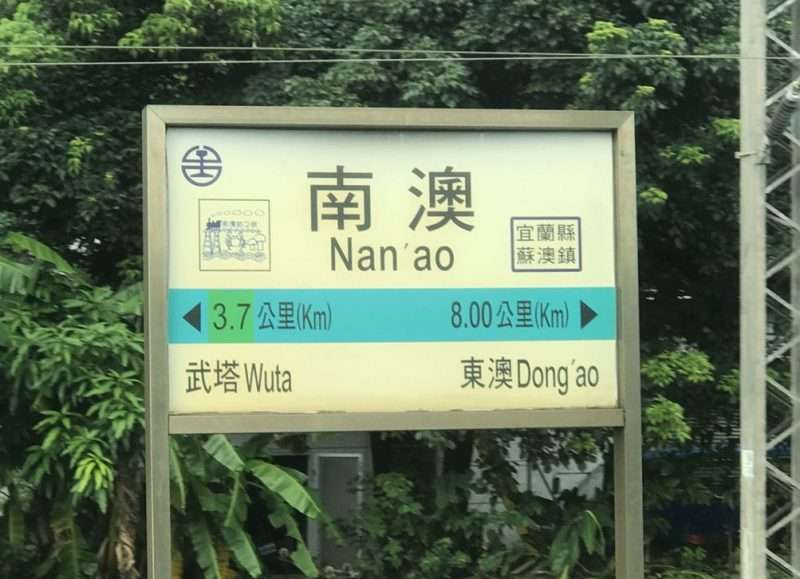 南澳
Nan'ao
宜蘭縣
蘇澳鎮
3.7 公里(Km)
8.00 公里(Km)
武塔 Wuta
東澳 Dong'ao